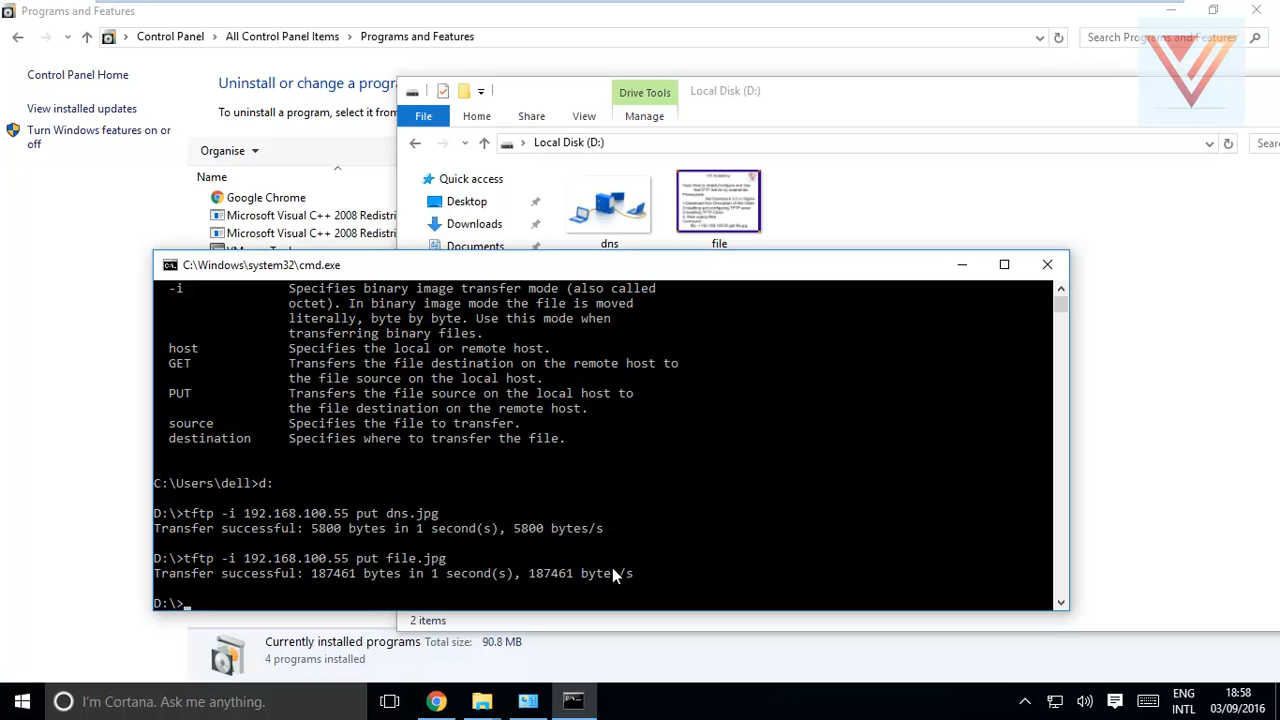 Programs and Features
Control Panel
All Control Panel Items
Programs and Features
Search Programs and Features
Control Panel Home
View installed updates
Turn Windows features on or
off
Uninstall or change a progr
To uninstall a program, select it from
Organise
Name
Google Chrome
Microsoft Visual C++ 2008 Redistri
Microsoft Visual C++ 2008 Redistri
Drive Tools
Local Disk (D:)
File
Home
Share
View
Manage
Local Disk (D:)
Sear
Quick access
Desktop
Downloads
Documents
dns
file
C:\Windows\system32\cmd.exe
-i Specifies binary image transfer mode (also called
octet). In binary image mode the file is moved
literally, byte by byte. Use this mode when
transferring binary files.
host Specifies the local or remote host.
GET Transfers the file destination on the remote host to
the file source on the local host.
PUT Transfers the file source on the local host to
the file destination on the remote host.
source Specifies the file to transfer.
destination Specifies where to transfer the file.
C:\Users\dell>d:
D:\>tftp -i 192.168.100.55 put dns.jpg
Transfer successful: 5800 bytes in 1 second(s), 5800 bytes/s
D:\>tftp -i 192.168.100.55 put file.jpg
Transfer successful: 187461 bytes in 1 second(s), 187461 bytes/s
D:\>_
2 items
Currently installed programs Total size: 90.8 MB
4 programs installed
I'm Cortana. Ask me anything.
ENG
INTL
18:58
03/09/2016